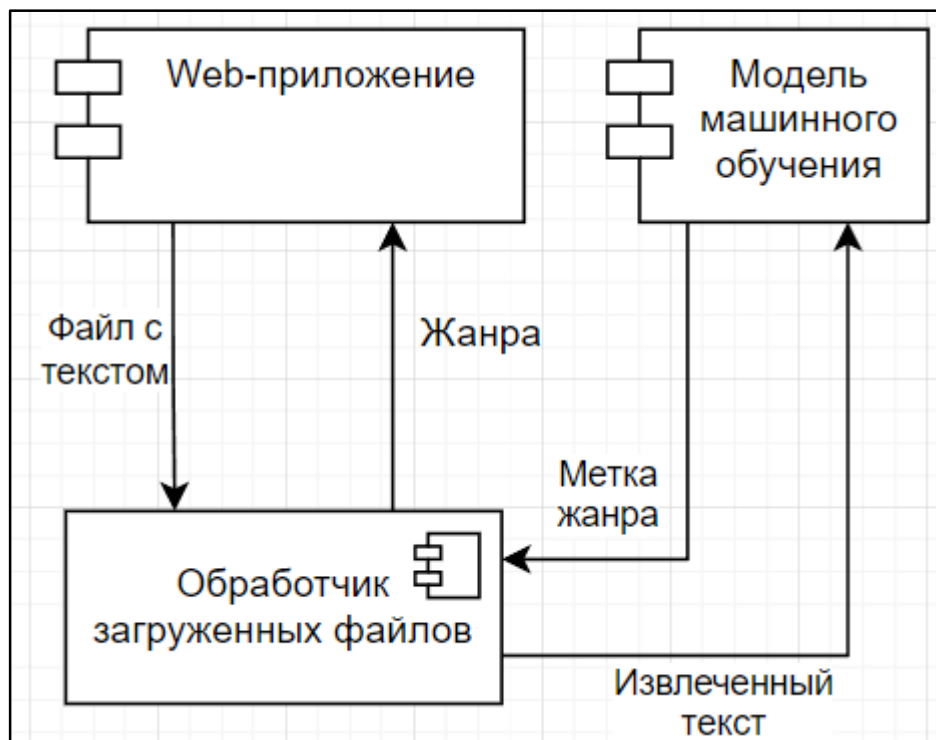 Web-приложение
Модель
машинного
обучения
Файл с
текстом
Жанра
Метка
жанра
Обработчик
загруженных файлов
Извлеченный
текст